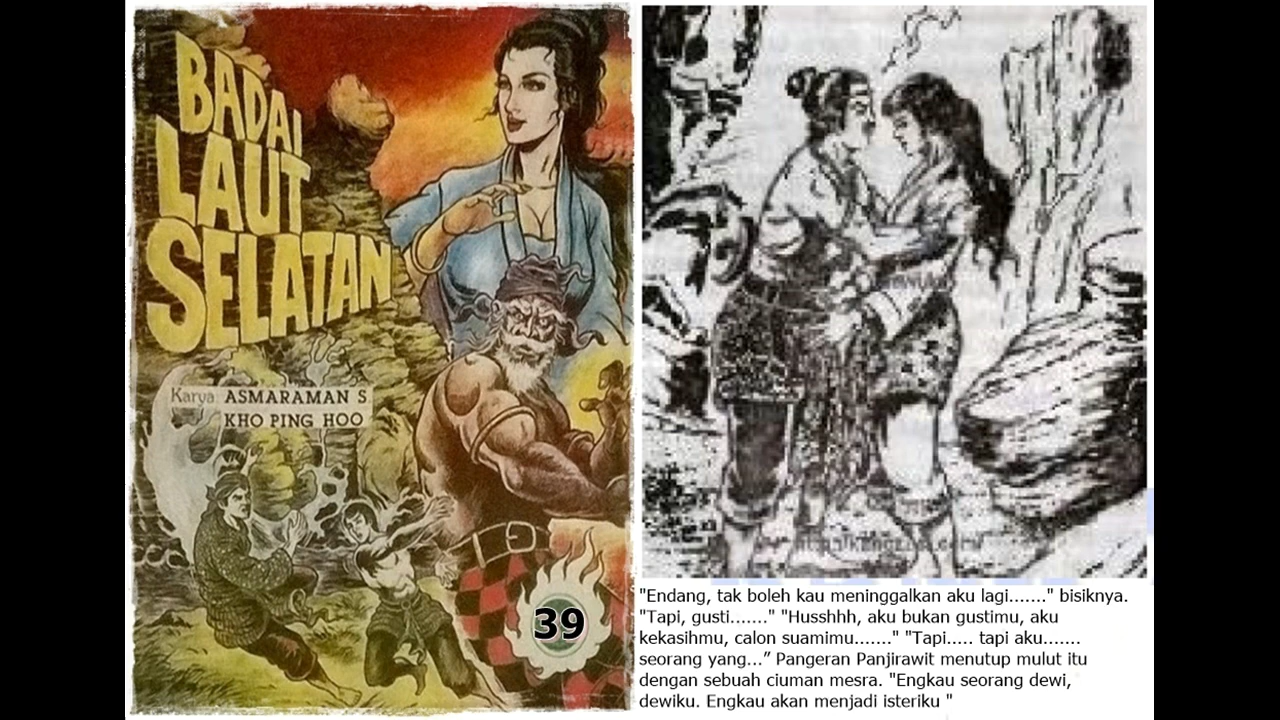 BADAI
LAUT
SELATAN
Karya: ASMARAMAN S
KHO PING HOO
39
"Endang, tak boleh kau meninggalkan aku lagi......." bisiknya.
"Tapi, gusti......." "Husshhh, aku bukan gustimu, aku
kekasihmu, calon suamimu......." "Tapi..... tapi aku.......
seorang yang...” Pangeran Panjirawit menutup mulut itu
dengan sebuah ciuman mesra. "Engkau seorang dewi,
dewiku. Engkau akan menjadi isteriku "